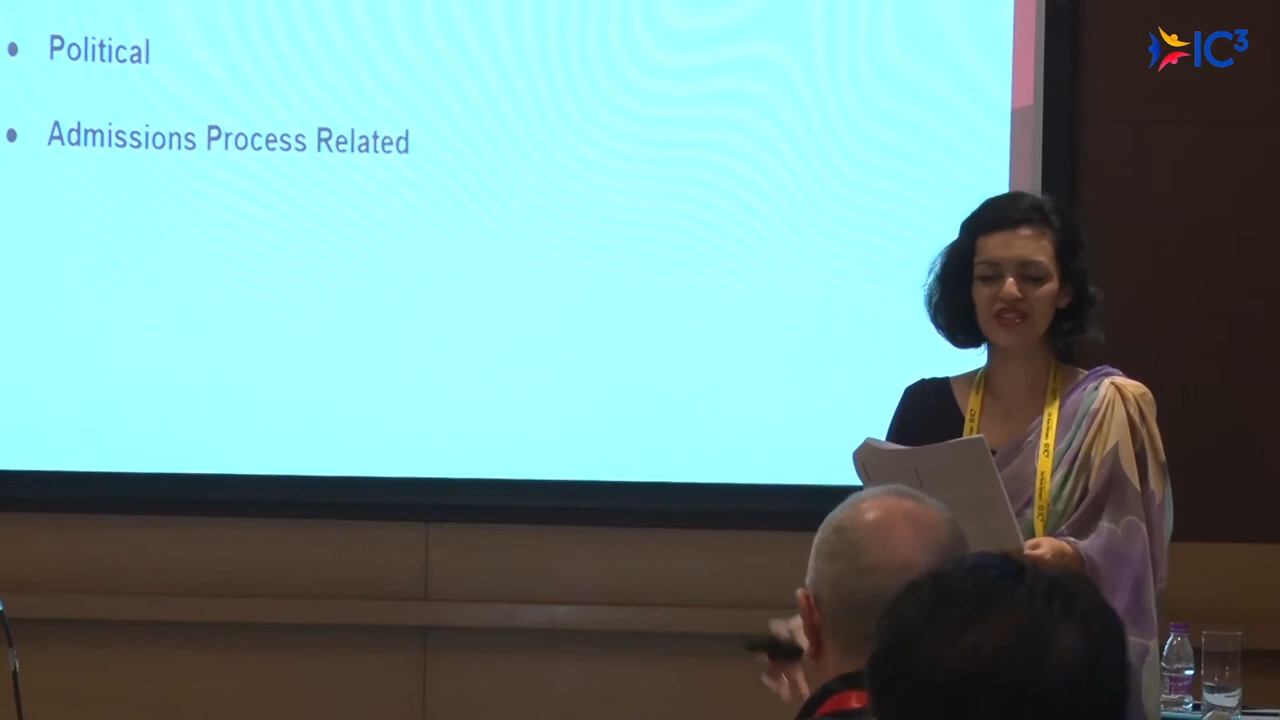 • Political
• Admissions Process Related
IC³